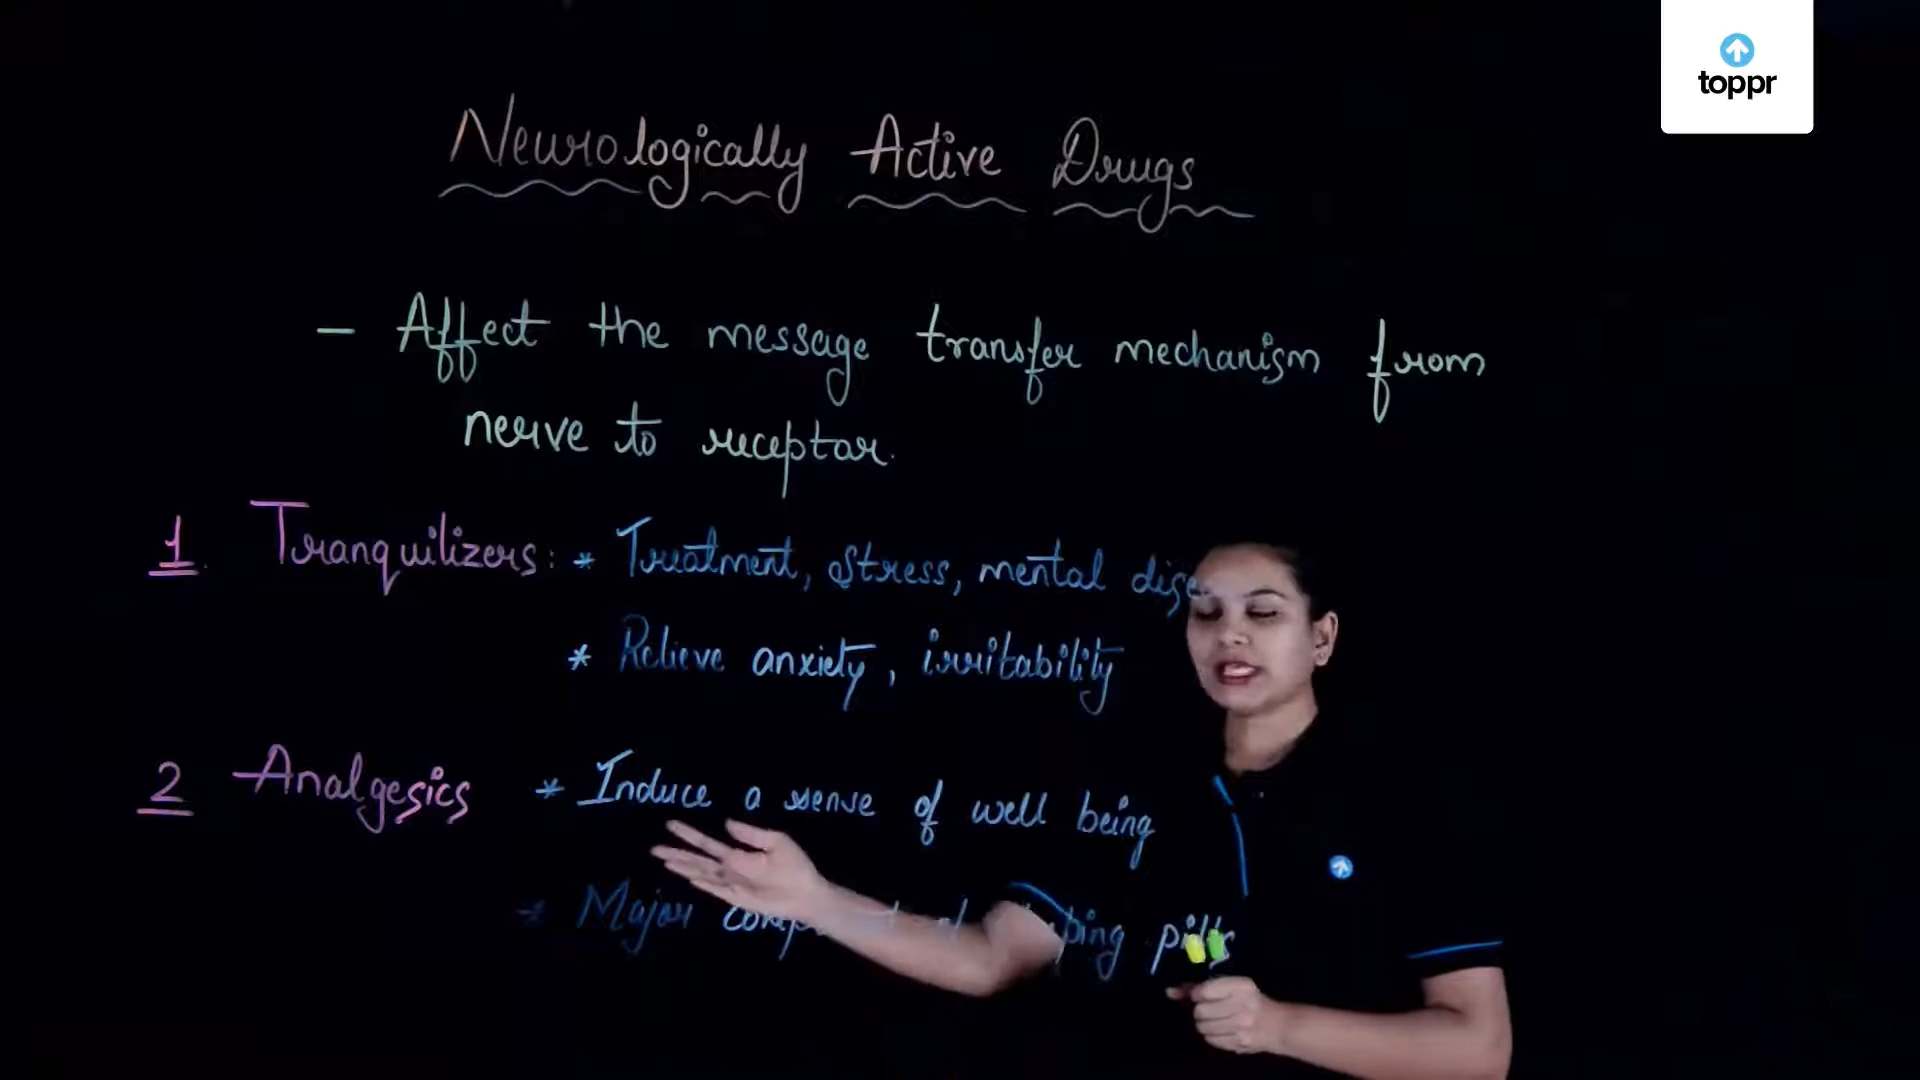 toppr
Neurologically Active Drugs
- Affect the message transfer mechanism from
nerve to receptor.
1. Tranquilizers: * Treatment, stress, mental
* Relieve anxiety, irritability
2 Analgesics * Induce a sense of well being
* Major pills